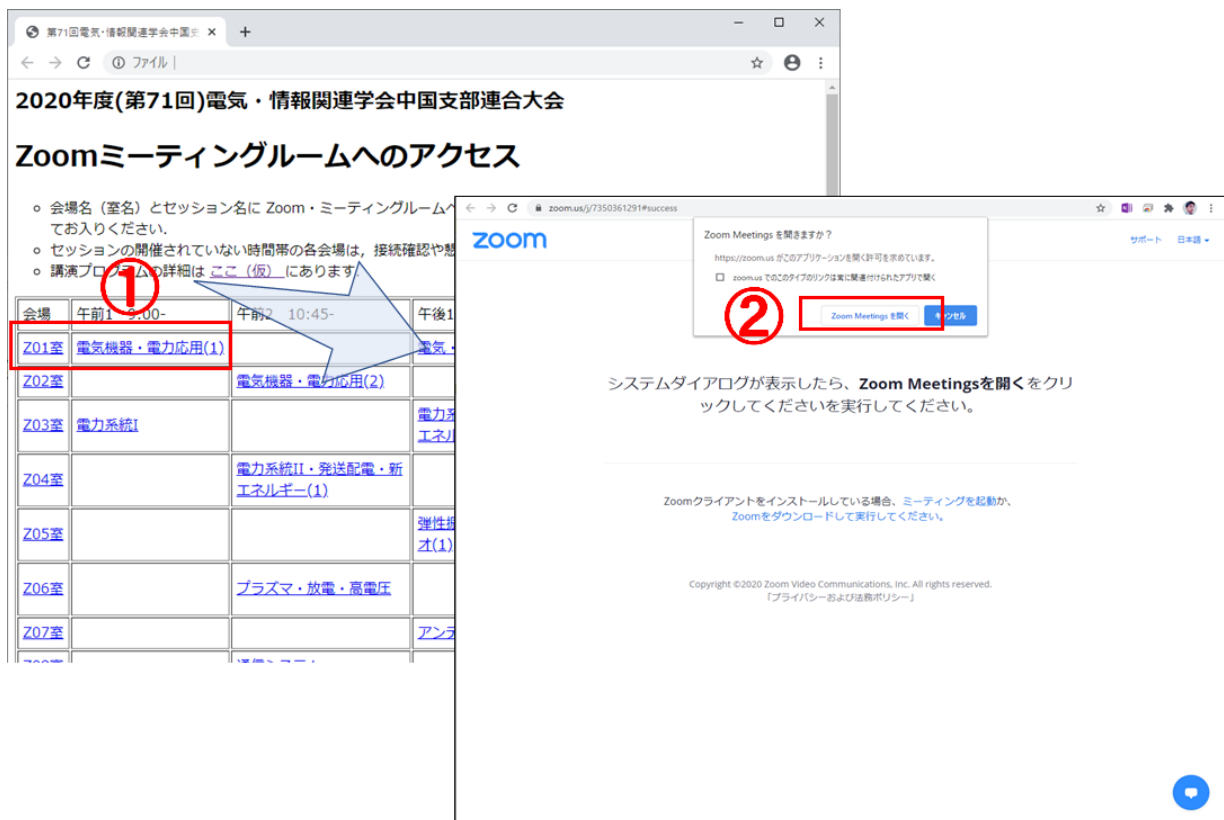 第71回電気・情報関連学会中国支
ファイル |
2020年度(第71回)電気・情報関連学会中国支部連合大会
Zoomミーティングルームへのアクセス
会場名（室名）とセッション名に Zoom・ミーティングルームへ
てお入りください．
セッションの開催されていない時間帯の各会場は，接続確認や懇
講演プログラムの詳細は ここ（仮） にあります．
①
会場 午前1 9:00- 午前2 10:45- 午後1
Z01室 電気機器・電力応用(1) 電気・
Z02室 電気機器・電力応用(2)
Z03室 電力系統I 電力系
エネル
Z04室 電力系統II・発送配電・新
エネルギー(1)
Z05室 弾性振
オ(1)
Z06室 プラズマ・放電・高電圧
Z07室 アンテ
zoom.us/j/7350361291#success
zoom
サポート 日本語
Zoom Meetings を開きますか？
https://zoom.us がこのアプリケーションを開く許可を求めています。
zoom.us でのこのタイプのリンクは常に関連付けられたアプリで開く
②
Zoom Meetings を開く キャンセル
システムダイアログが表示したら、Zoom Meetingsを開くをクリ
ックしてくださいを実行してください。
Zoomクライアントをインストールしている場合、ミーティングを起動か、
Zoomをダウンロードして実行してください。
Copyright ©2020 Zoom Video Communications, Inc. All rights reserved.
「プライバシーおよび法務ポリシー」